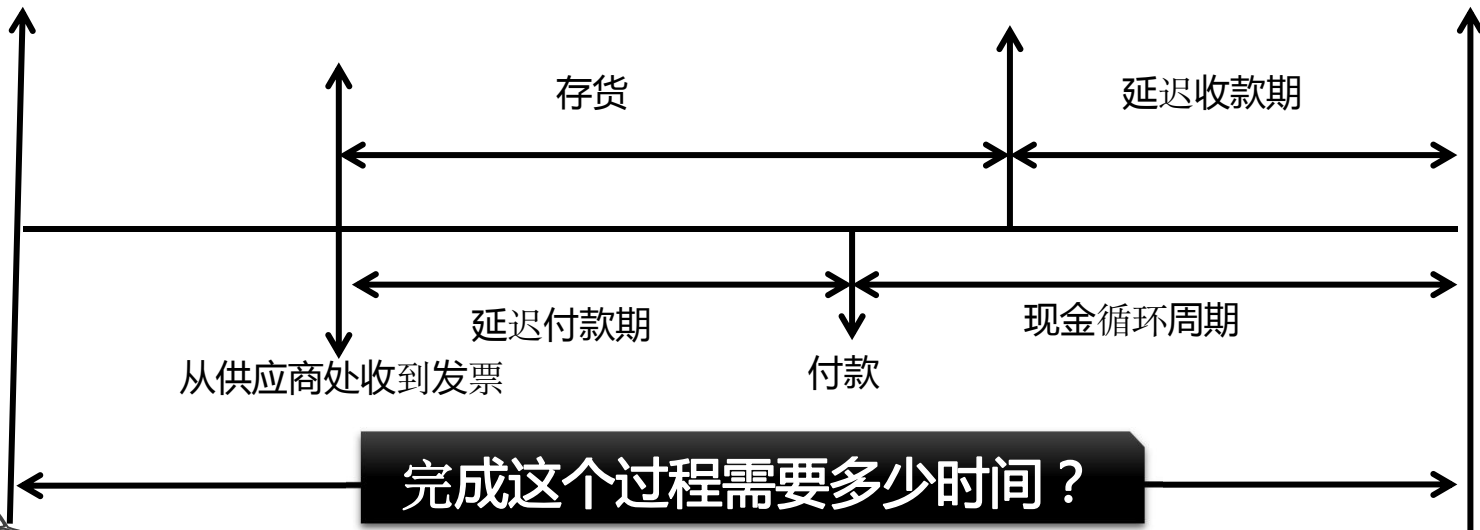 存货
延迟收款期
延迟付款期
现金循环周期
从供应商处收到发票
付款
完成这个过程需要多少时间？